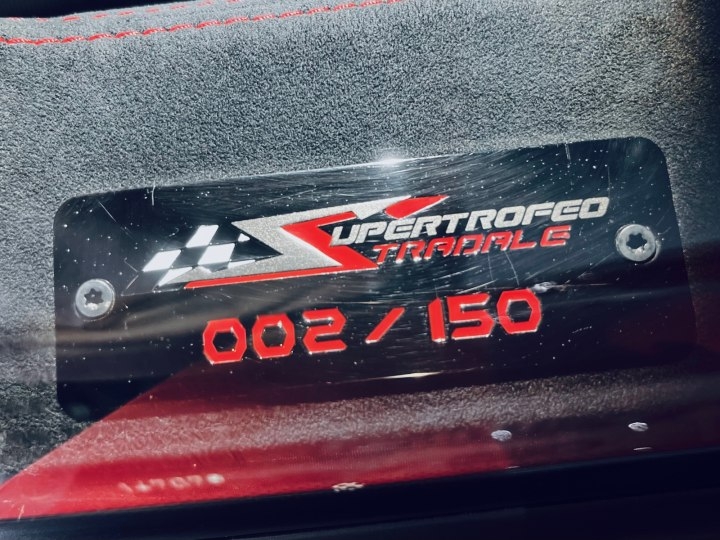 SUPERTROFEO
STRADALE
002 / 150